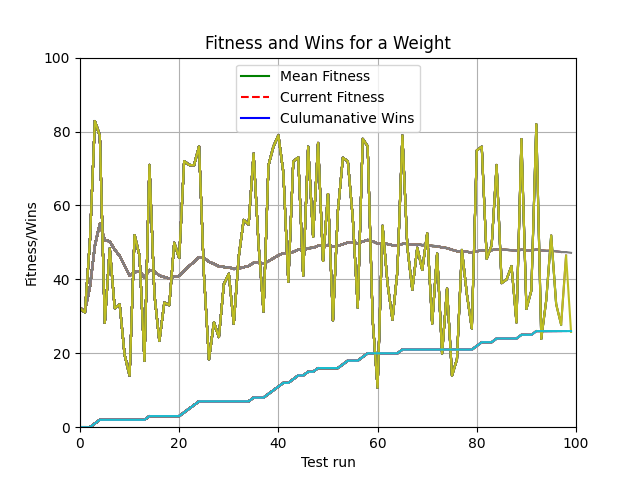 Fitness and Wins for a Weight
Mean Fitness
Current Fitness
Culumanative Wins
Fitness/Wins
100
80
60
40
20
0
0 20 40 60 80 100
Test run